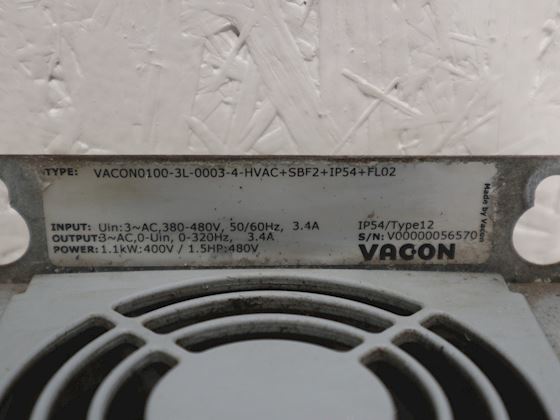 TYPE: VACON0100-3L-0003-4-HVAC+SBF2+IP54+FL02
INPUT: Uin:3~AC,380-480V, 50/60Hz, 3.4A
OUTPUT:3~AC,0-Uin, 0-320Hz, 3.4A
POWER: 1.1kW:400V / 1.5HP:480V
IP54/Type12
S/N: V00000056570
VACON
Made by Vacon